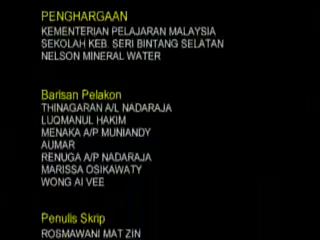 PENGHARGAAN
KEMENTERIAN PELAJARAN MALAYSIA
SEKOLAH KEB. SERI BINTANG SELATAN
NELSON MINERAL WATER
Barisan Pelakon
THINAGARAN A/L NADARAJA
LUQMANUL HAKIM
MENAKA A/P MUNIANDY
AUMAR
RENUGA A/P NADARAJA
MARISSA OSIKAWATY
WONG AI VEE
Penulis Skrip
ROSMAWANI MAT ZIN